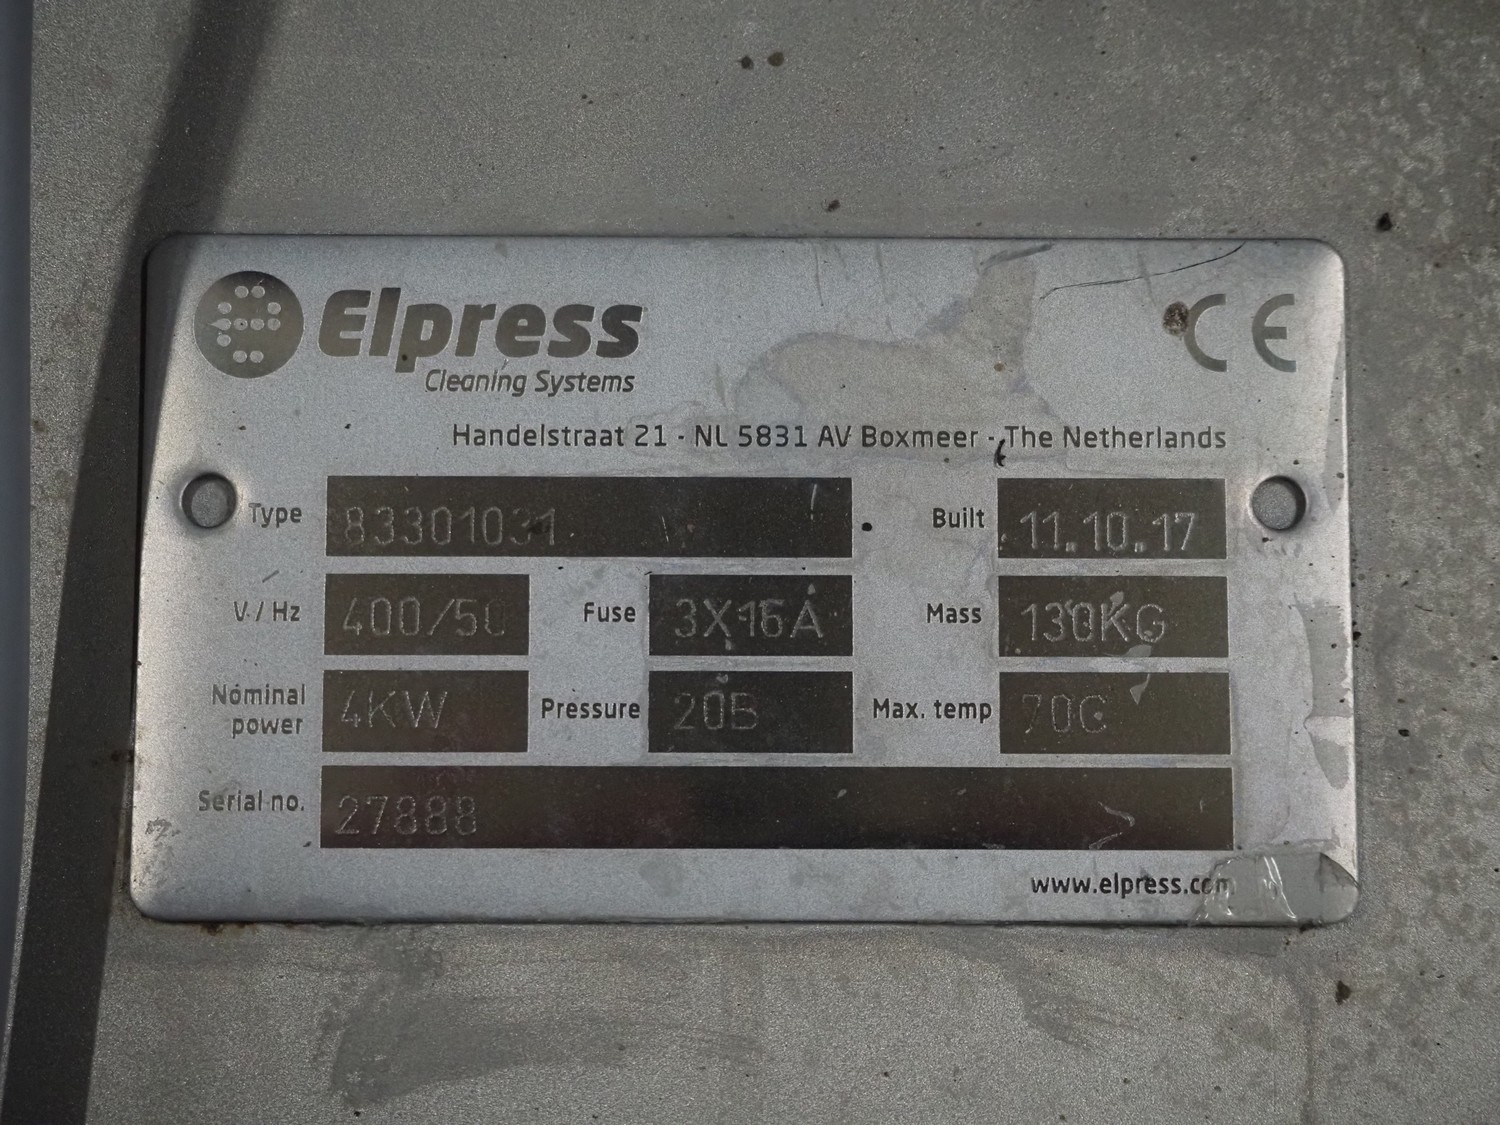 Elpress
Cleaning Systems
CE
Handelstraat 21 - NL 5831 AV Boxmeer - The Netherlands
Type 83301031 Built 11.10.17
V / Hz 400/50 Fuse 3X16A Mass 130KG
Nominal power 4KW Pressure 20B Max. temp 70C
Serial no. 27888
www.elpress.com